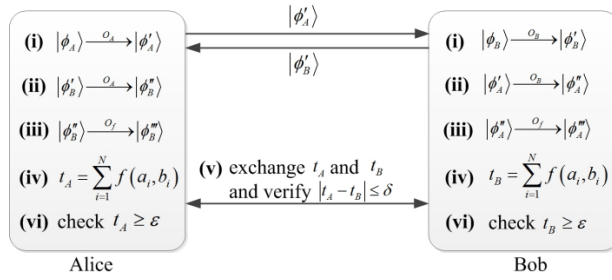 |ϕ'_A⟩
|ϕ'_B⟩
(i) |ϕ_A⟩ —O_A→ |ϕ'_A⟩
(ii) |ϕ'_B⟩ —O_A→ |ϕ''_B⟩
(iii) |ϕ''_B⟩ —O_f→ |ϕ'''_B⟩
(iv) t_A = ∑_{i=1}^{N} f(a_i, b_i)
(vi) check t_A ≥ ε
Alice
(v) exchange t_A and t_B
and verify |t_A − t_B| ≤ δ
(i) |ϕ_B⟩ —O_B→ |ϕ'_B⟩
(ii) |ϕ'_A⟩ —O_B→ |ϕ''_A⟩
(iii) |ϕ''_A⟩ —O_f→ |ϕ'''_A⟩
(iv) t_B = ∑_{i=1}^{N} f(a_i, b_i)
(vi) check t_B ≥ ε
Bob